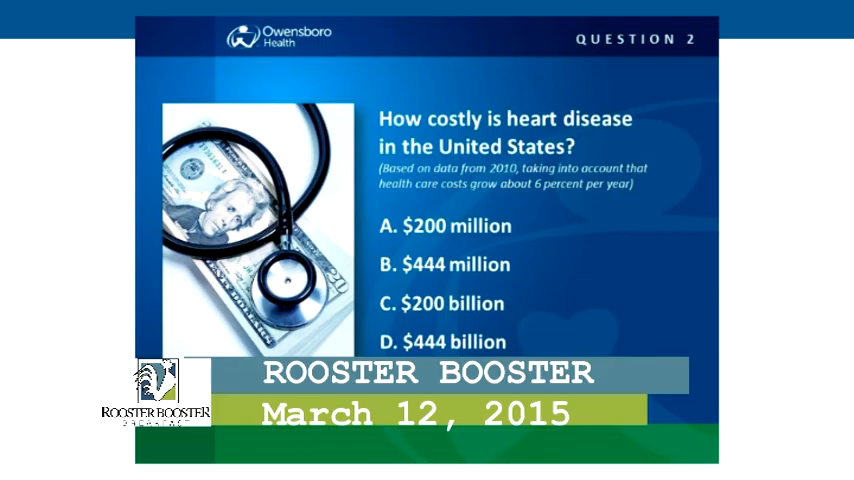 Owensboro
Health
QUESTION 2
How costly is heart disease
in the United States?
(Based on data from 2010, taking into account that
health care costs grow about 6 percent per year)
A. $200 million
B. $444 million
C. $200 billion
D. $444 billion
ROOSTER BOOSTER
March 12, 2015
ROOSTER BOOSTER
BREAKFAST